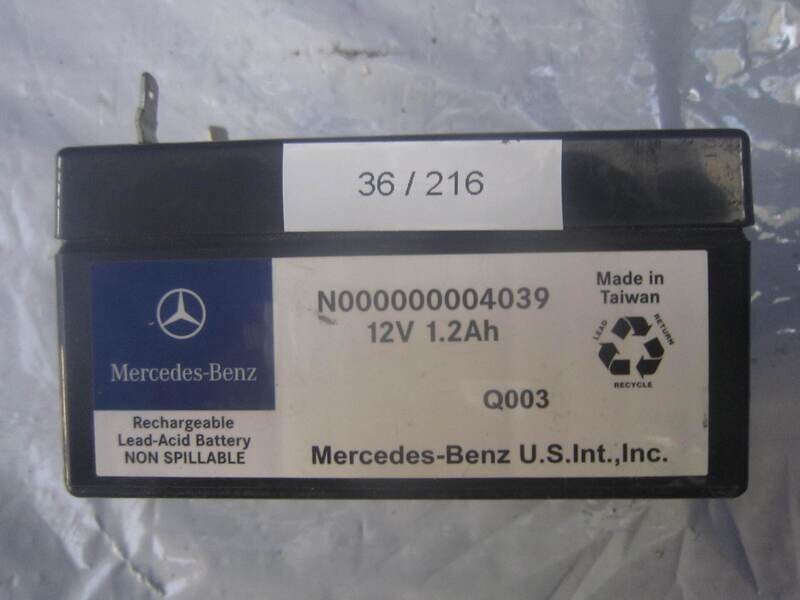 36 / 216
N000000004039
12V 1.2Ah
Made in
Taiwan
LEAD
RETURN
RECYCLE
Mercedes-Benz
Q003
Rechargeable
Lead-Acid Battery
NON SPILLABLE
Mercedes-Benz U.S.Int.,Inc.